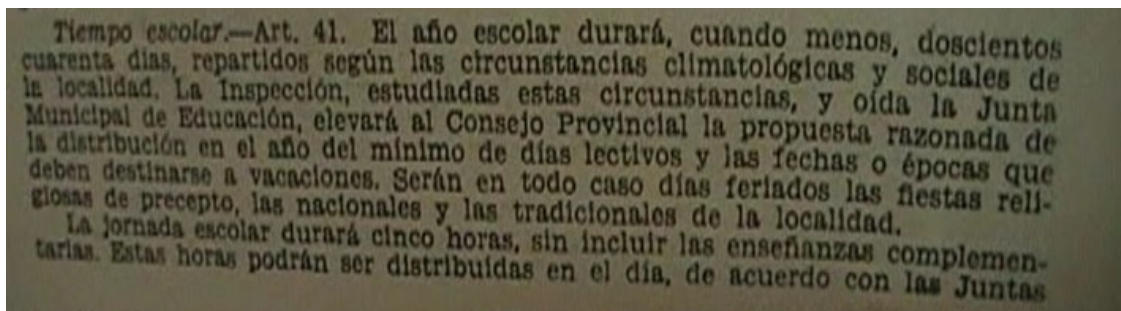 Tiempo escolar.—Art. 41. El año escolar durará, cuando menos, doscientos
cuarenta días, repartidos según las circunstancias climatológicas y sociales de
la localidad. La Inspección, estudiadas estas circunstancias, y oída la Junta
Municipal de Educación, elevará al Consejo Provincial la propuesta razonada de
la distribución en el año del mínimo de días lectivos y las fechas o épocas que
deben destinarse a vacaciones. Serán en todo caso días feriados las fiestas reli-
giosas de precepto, las nacionales y las tradicionales de la localidad.
La jornada escolar durará cinco horas, sin incluir las enseñanzas complemen-
tarias. Estas horas podrán ser distribuidas en el día, de acuerdo con las Juntas